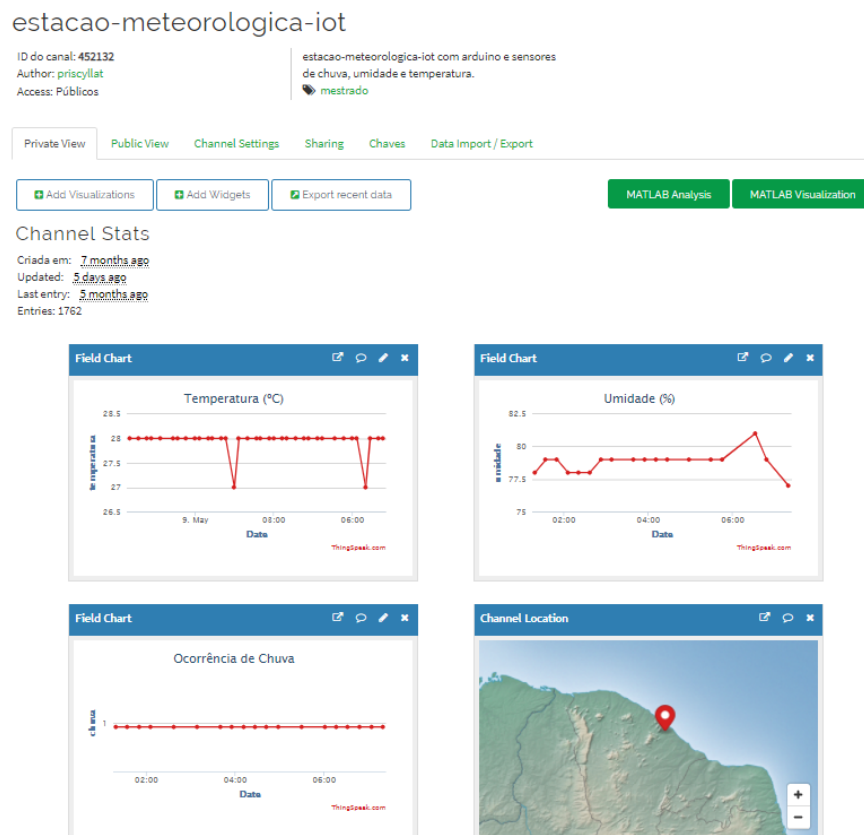 estacao-meteorologica-iot
ID do canal: 452132
Author: priscyllat
Access: Públicos
estacao-meteorologica-iot com arduino e sensores
de chuva, umidade e temperatura.
mestrado
Private View Public View Channel Settings Sharing Chaves Data Import / Export
Add Visualizations Add Widgets Export recent data MATLAB Analysis MATLAB Visualization
Channel Stats
Criada em: 7 months ago
Updated: 5 days ago
Last entry: 5 months ago
Entries: 1762
Field Chart
Temperatura (ºC)
28.5
28
27.5
27
26.5
temperatura
9. May 03:00 06:00
Date
ThingSpeak.com
Field Chart
Umidade (%)
82.5
80
77.5
75
umidade
02:00 04:00 06:00
Date
ThingSpeak.com
Field Chart
Ocorrência de Chuva
1
chuva
02:00 04:00 06:00
Date
ThingSpeak.com
Channel Location
+
−